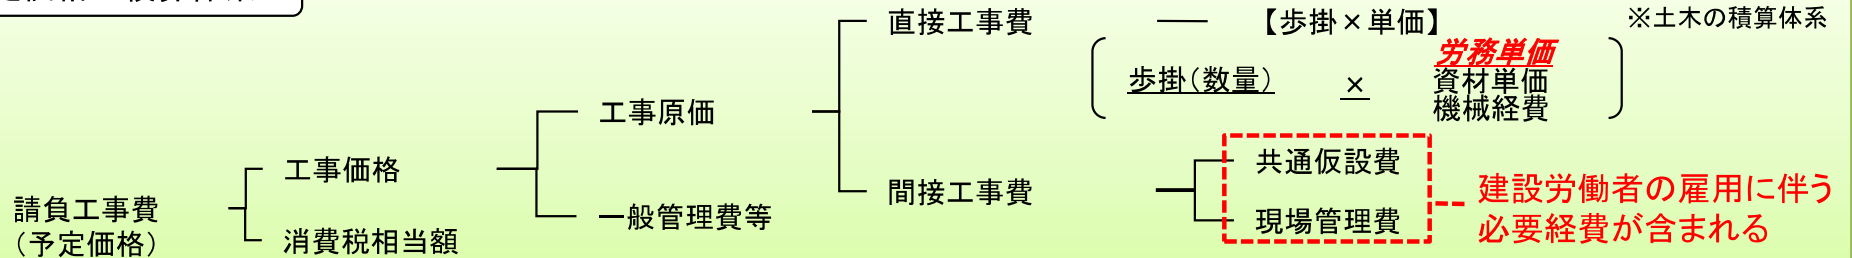 直接工事費 【歩掛×単価】 ※土木の積算体系
労務単価
歩掛(数量) × 資材単価
機械経費
工事原価
共通仮設費
工事価格
間接工事費
建設労働者の雇用に伴う
請負工事費
一般管理費等
現場管理費
必要経費が含まれる
(予定価格)
消費税相当額